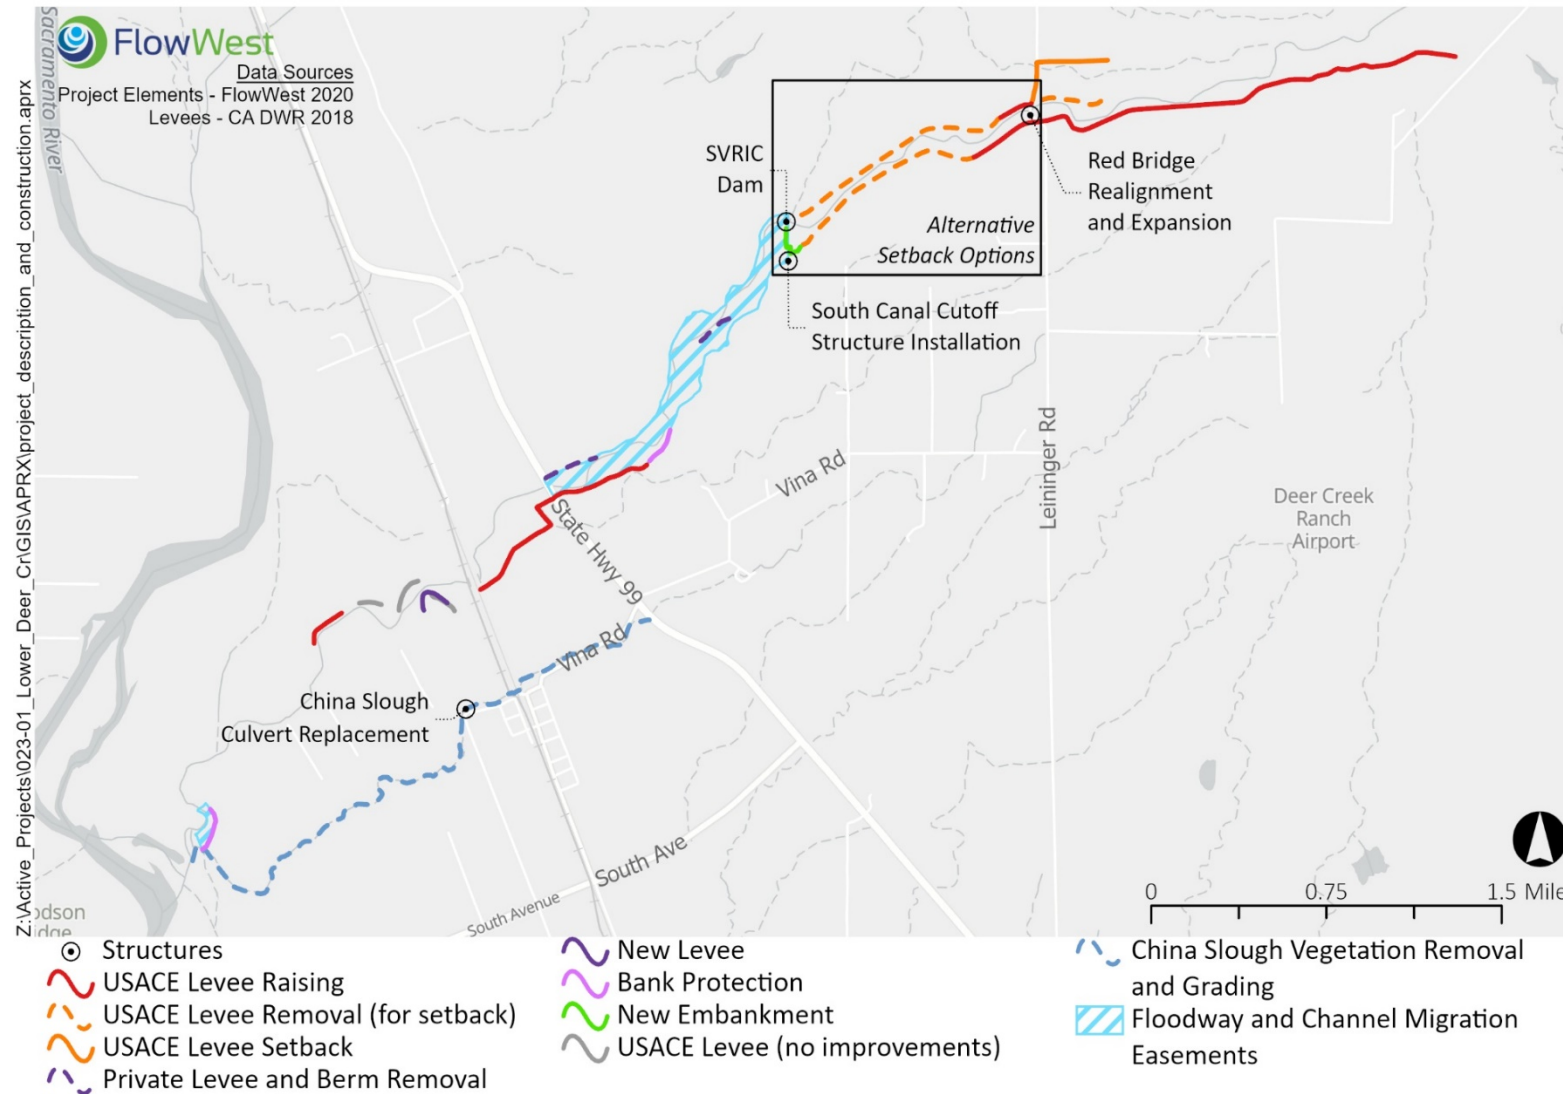 Z:\Active_Projects\023-01_Lower_Deer_Cr\GIS\APRX\project_description_and_construction.aprx
Sacramento River
FlowWest
Data Sources
Project Elements - FlowWest 2020
Levees - CA DWR 2018
SVRIC
Dam
Red Bridge
Realignment
and Expansion
Alternative
Setback Options
South Canal Cutoff
Structure Installation
Vina Rd
Leininger Rd
Deer Creek
Ranch
Airport
State Hwy 99
Vina Rd
China Slough
Culvert Replacement
South Ave
South Avenue
0 0.75 1.5 Mile
Structures
USACE Levee Raising
USACE Levee Removal (for setback)
USACE Levee Setback
Private Levee and Berm Removal
New Levee
Bank Protection
New Embankment
USACE Levee (no improvements)
China Slough Vegetation Removal
and Grading
Floodway and Channel Migration
Easements